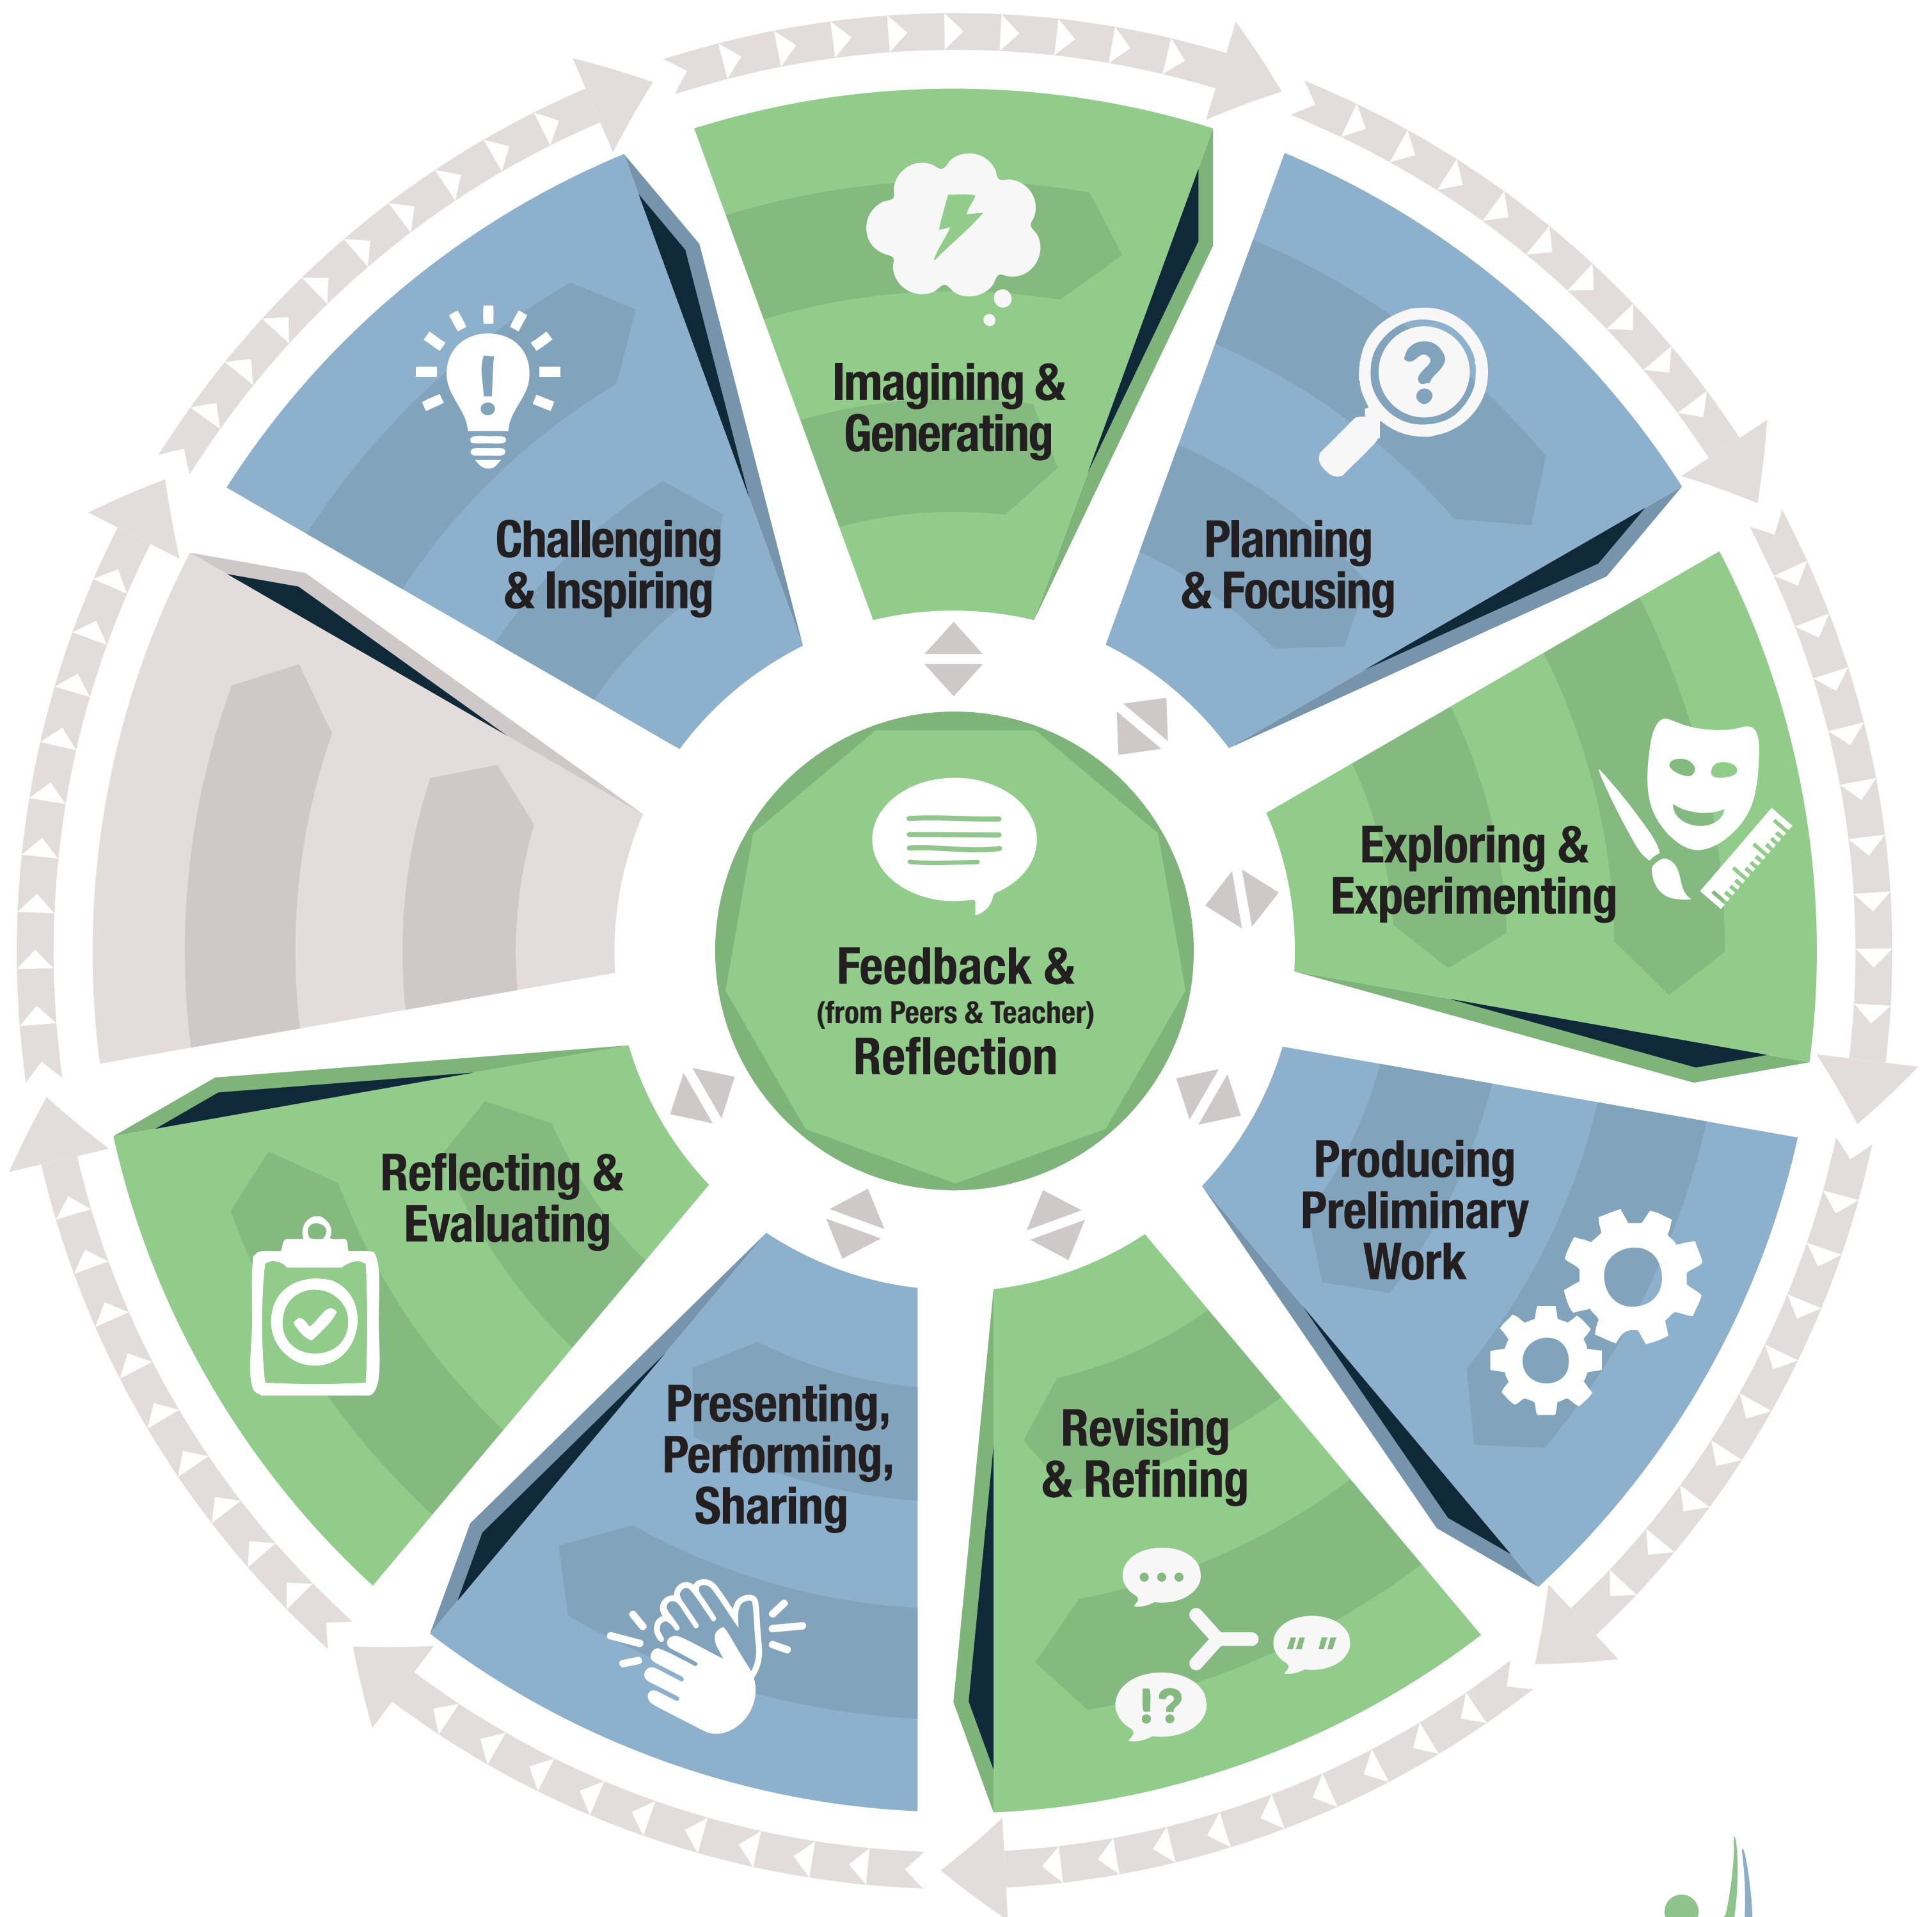 Imagining &
Generating
Planning
& Focusing
Exploring &
Experimenting
Producing
Preliminary
Work
Revising
& Refining
Presenting,
Performing,
Sharing
Reflecting &
Evaluating
Challenging
& Inspiring
Feedback &
(from Peers & Teacher)
Reflection
?
!
!?